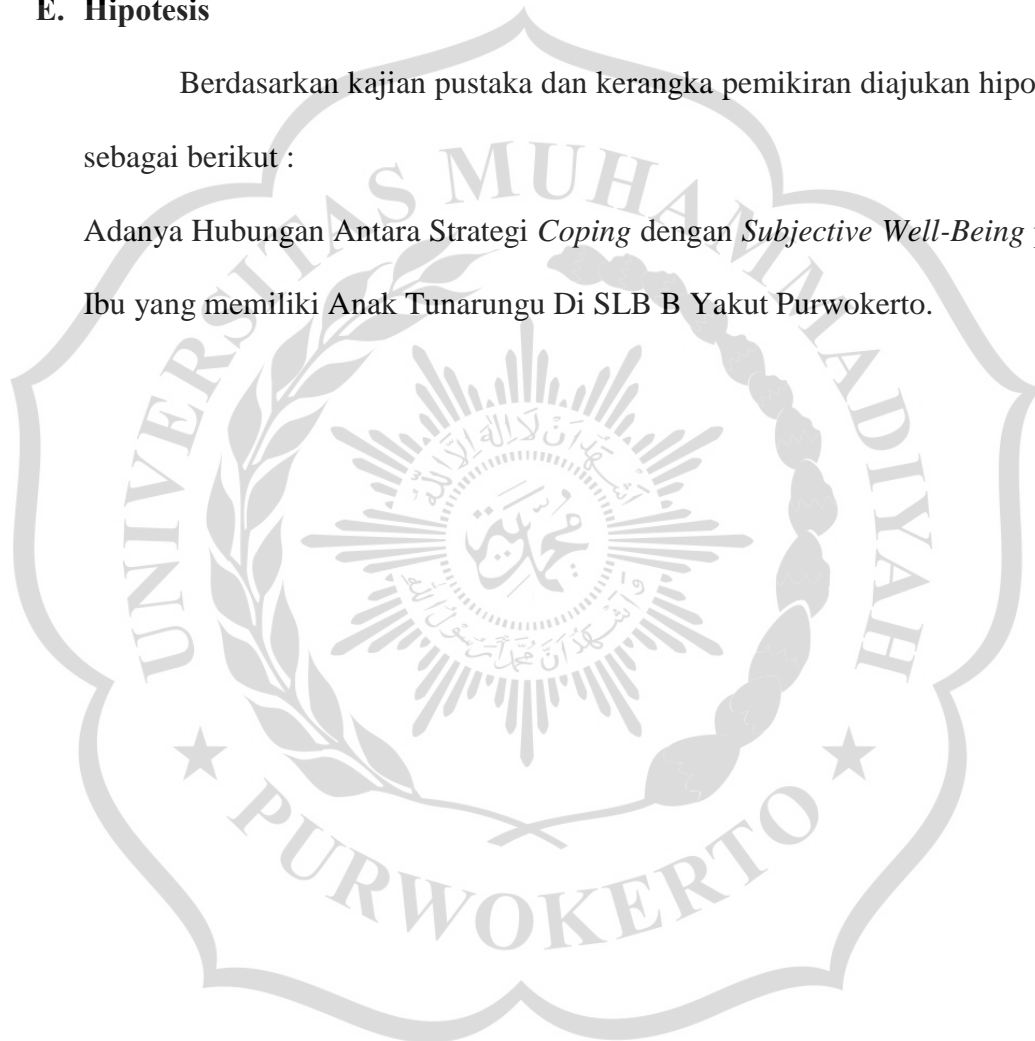 E. Hipotesis
Berdasarkan kajian pustaka dan kerangka pemikiran diajukan hipo
sebagai berikut :
Adanya Hubungan Antara Strategi Coping dengan Subjective Well-Being
Ibu yang memiliki Anak Tunarungu Di SLB B Yakut Purwokerto.
UNIVERSITAS MUHAMMADIYAH
PURWOKERTO